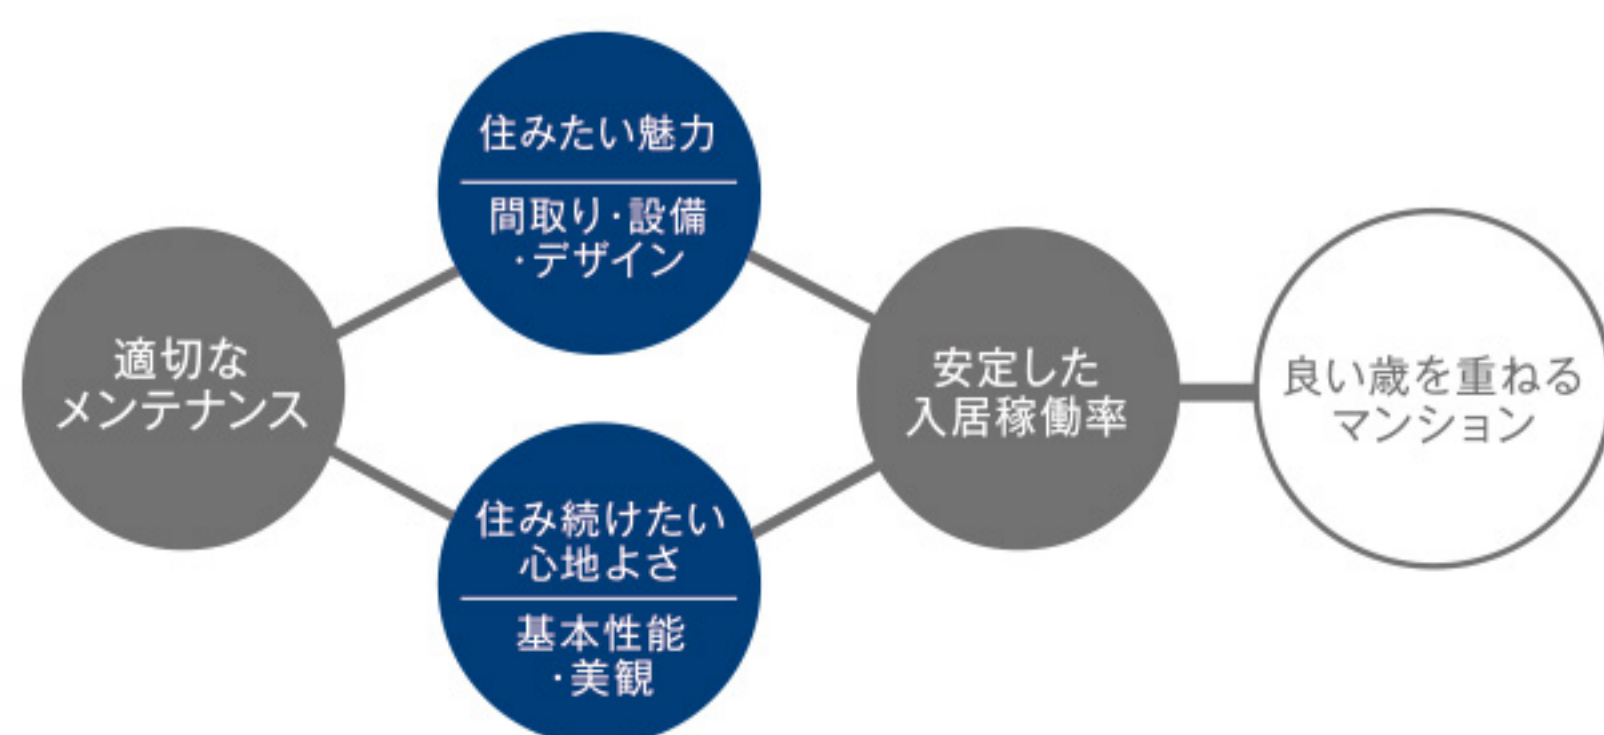 適切な
メンテナンス
住みたい魅力
間取り・設備
・デザイン
住み続けたい
心地よさ
基本性能
・美観
安定した
入居稼働率
良い歳を重ねる
マンション